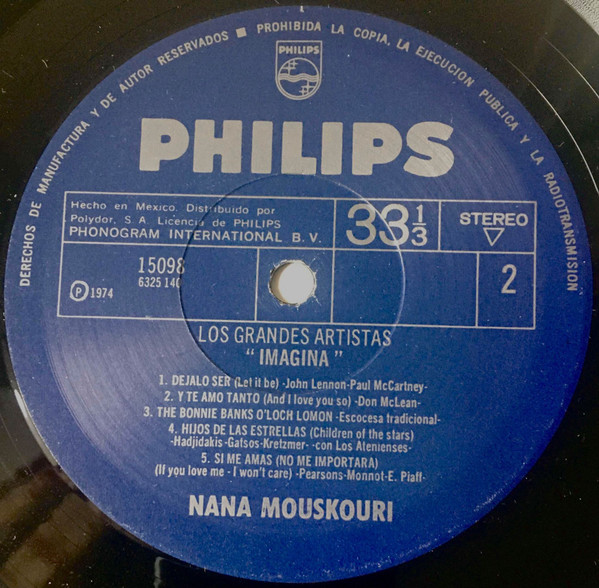 DERECHOS DE MANUFACTURA Y DE AUTOR RESERVADOS ■ PROHIBIDA LA COPIA, LA EJECUCION PUBLICA Y LA RADIOTRANSMISION
PHILIPS
PHILIPS
Hecho en Mexico. Distribuido por
Polydor, S. A. Licencia de PHILIPS
PHONOGRAM INTERNATIONAL B. V.
33 1/3
STEREO
15098
6325 140
Ⓟ 1974
2
LOS GRANDES ARTISTAS
" IMAGINA "
1. DEJALO SER (Let it be) -John Lennon-Paul McCartney-
2. Y TE AMO TANTO (And I love you so) -Don McLean-
3. THE BONNIE BANKS O'LOCH LOMON -Escocesa tradicional-
4. HIJOS DE LAS ESTRELLAS (Children of the stars)
-Hadjidakis-Gatsos-Kretzmer- -con Los Atenienses-
5. SI ME AMAS (NO ME IMPORTARA)
(If you love me - I won't care) -Pearsons-Monnot-E. Piaff-
NANA MOUSKOURI